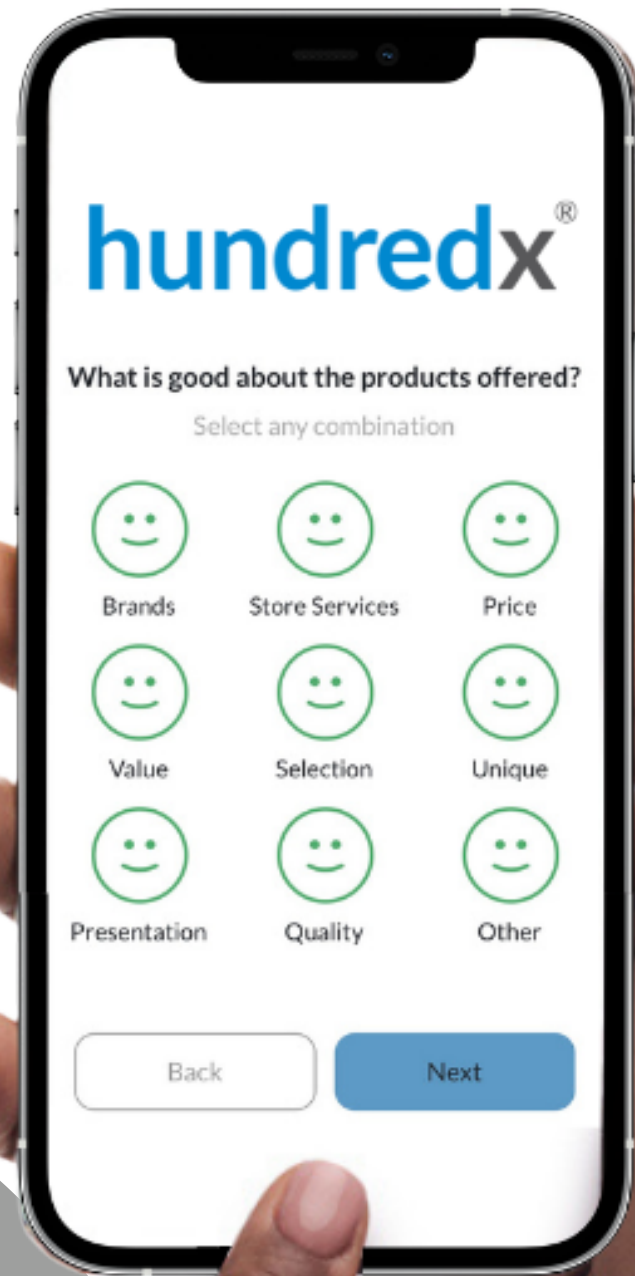 hundredx®
What is good about the products offered?
Select any combination
Brands Store Services Price
Value Selection Unique
Presentation Quality Other
Back Next